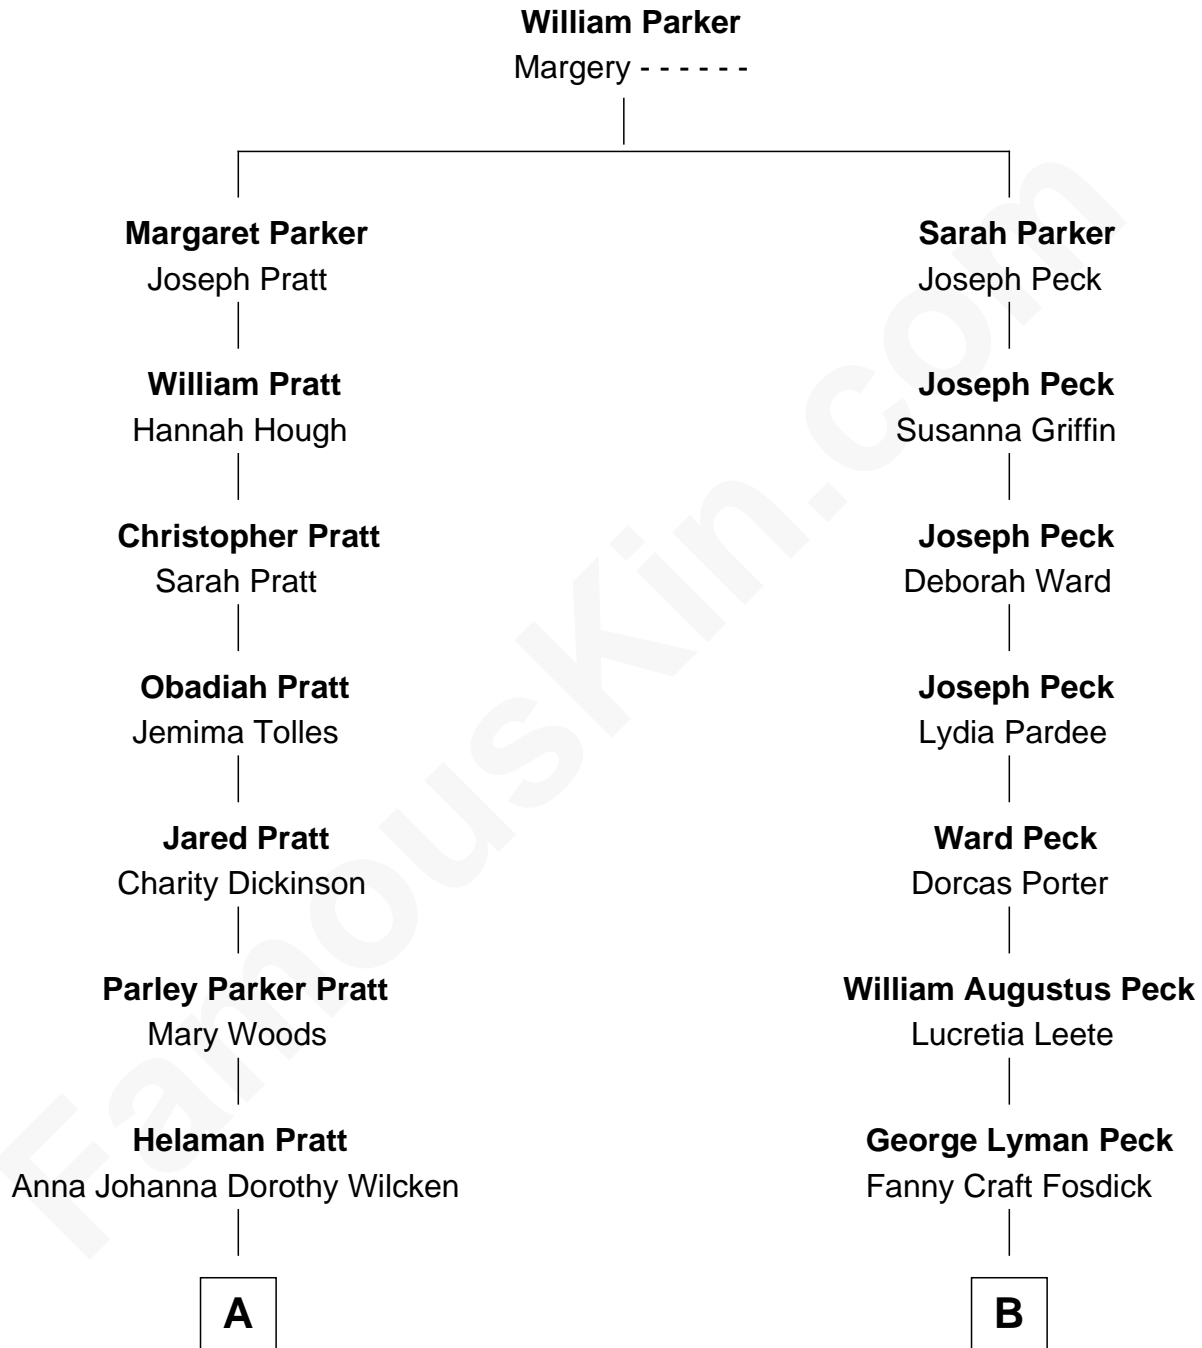 William Parker
Margery - - - - - -
Margaret Parker
Joseph Pratt
Sarah Parker
Joseph Peck
William Pratt
Hannah Hough
Joseph Peck
Susanna Griffin
Christopher Pratt
Sarah Pratt
Joseph Peck
Deborah Ward
Obadiah Pratt
Jemima Tolles
Joseph Peck
Lydia Pardee
Jared Pratt
Charity Dickinson
Ward Peck
Dorcas Porter
Parley Parker Pratt
Mary Woods
William Augustus Peck
Lucretia Leete
Helaman Pratt
Anna Johanna Dorothy Wilcken
George Lyman Peck
Fanny Craft Fosdick
A
B
FamousKin.com